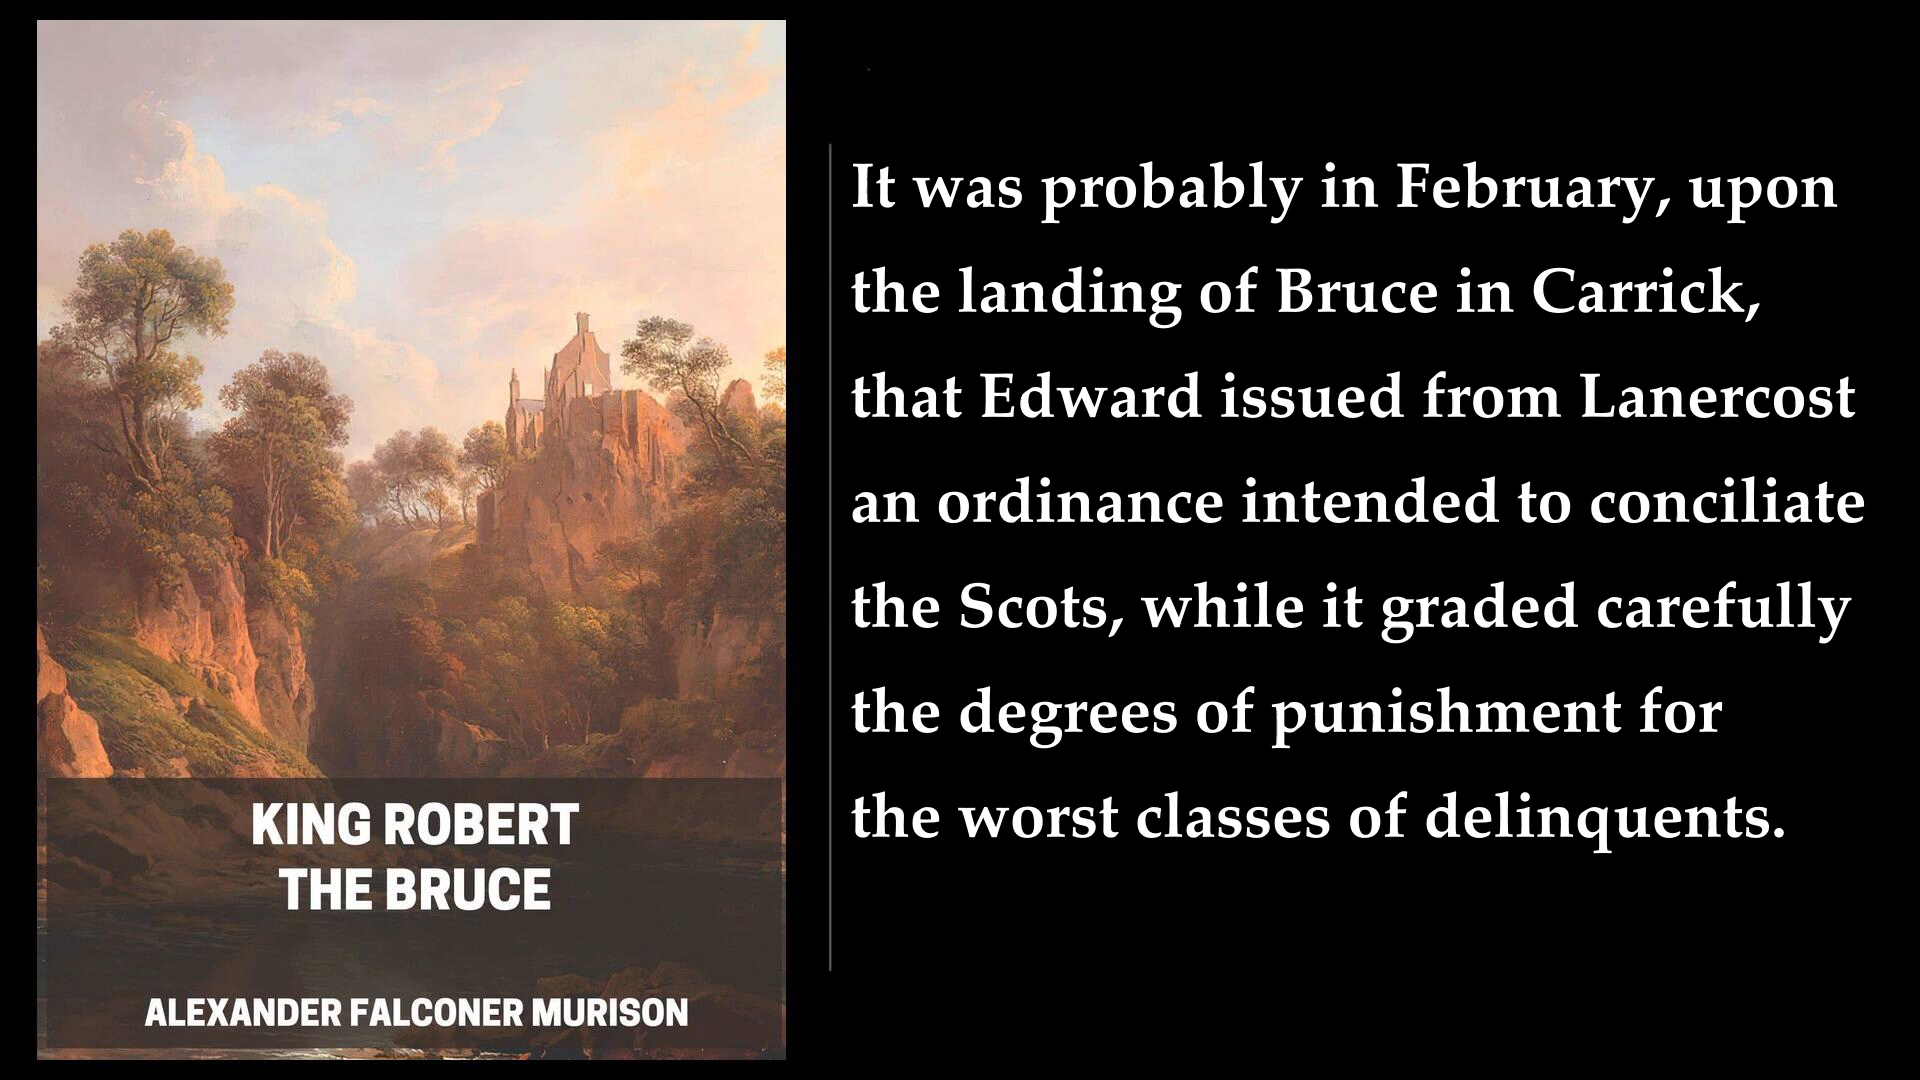 KING ROBERT
THE BRUCE
ALEXANDER FALCONER MURISON
It was probably in February, upon
the landing of Bruce in Carrick,
that Edward issued from Lanercost
an ordinance intended to conciliate
the Scots, while it graded carefully
the degrees of punishment for
the worst classes of delinquents.